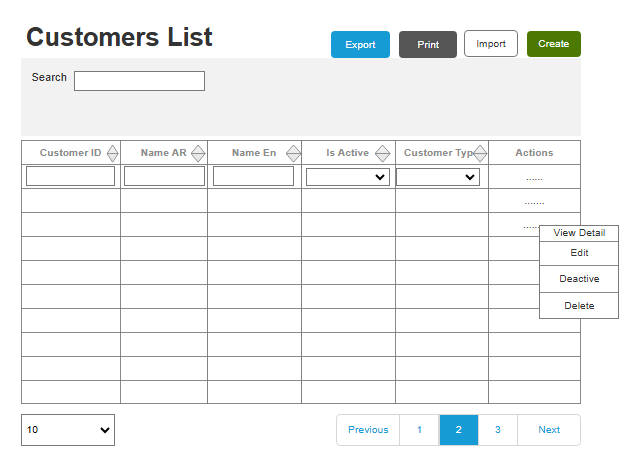 Customers List
Export
Print
Import
Create
Search
Customer ID
Name AR
Name En
Is Active
Customer Typ
Actions
......
.......
......
View Detail
Edit
Deactive
Delete
10
Previous
1
2
3
Next